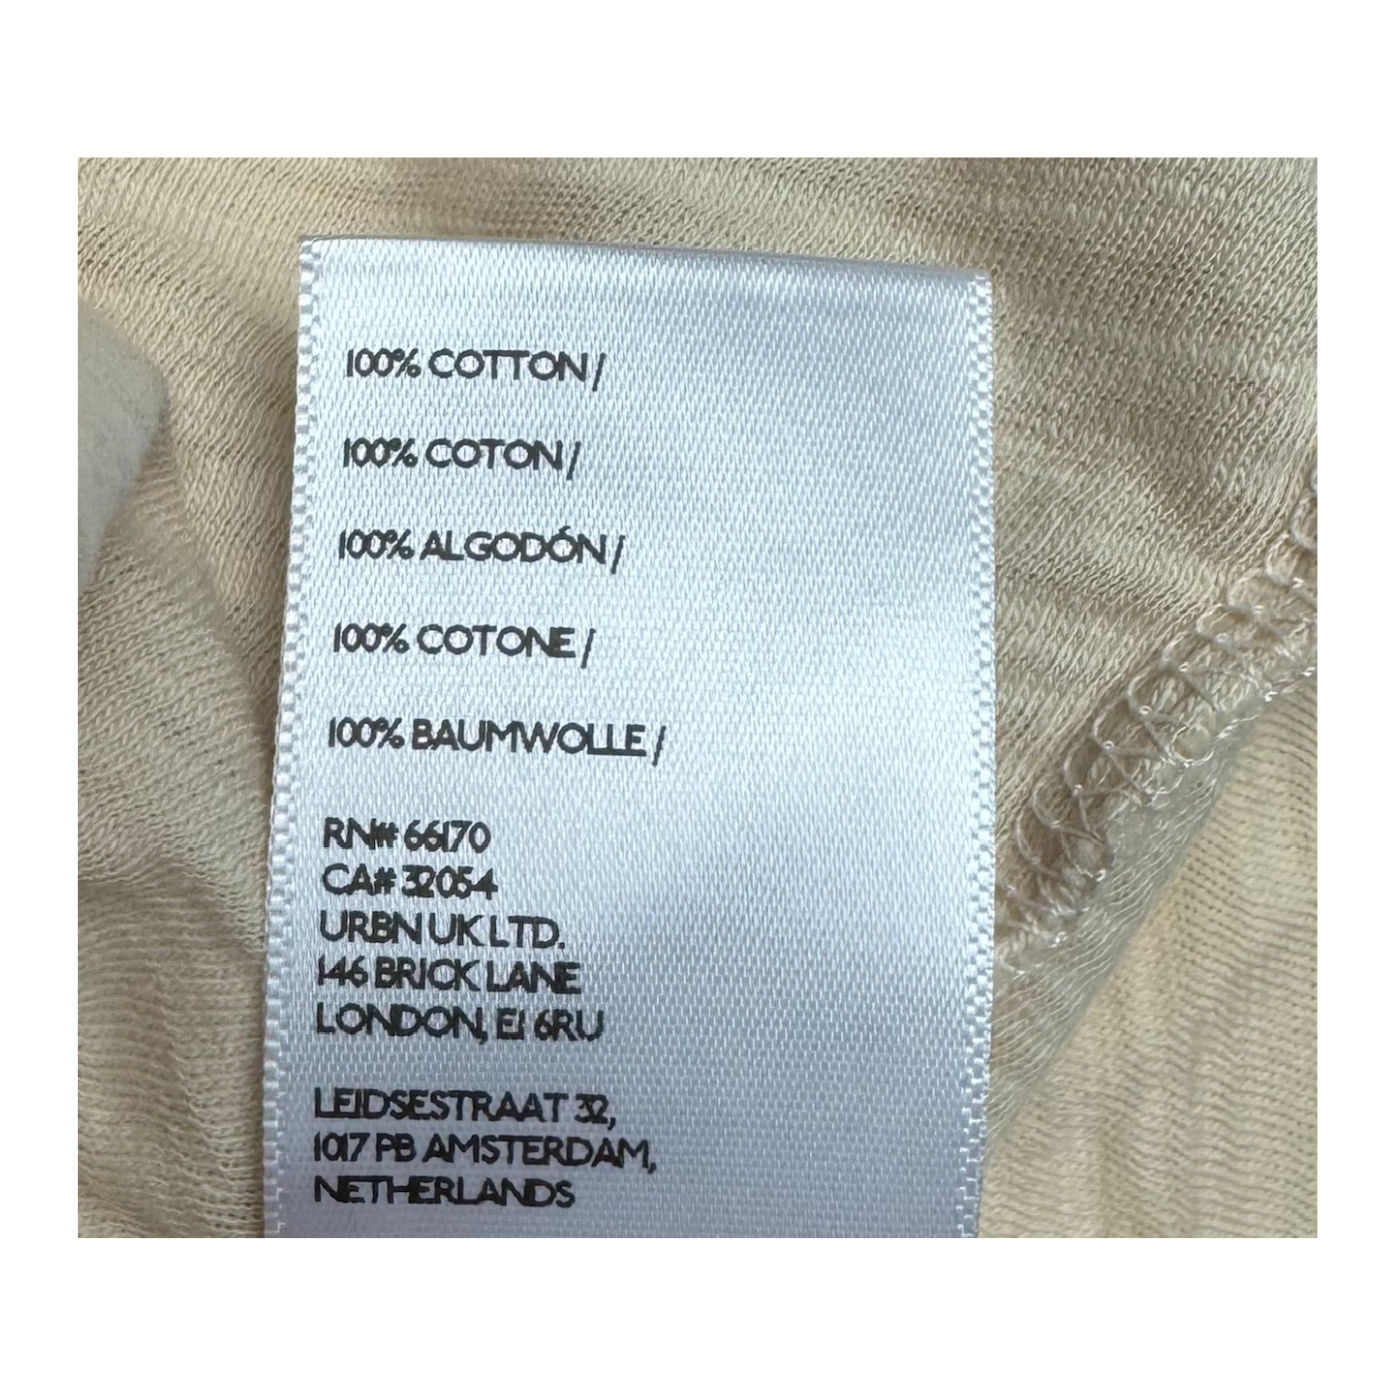 100% COTTON/
100% COTON/
100% ALGODÓN/
100% COTONE/
100% BAUMWOLLE/
RN# 66170
CA# 32054
URBN UK LTD.
146 BRICK LANE
LONDON, E1 6RU
LEIDSESTRAAT 32,
1017 PB AMSTERDAM,
NETHERLANDS